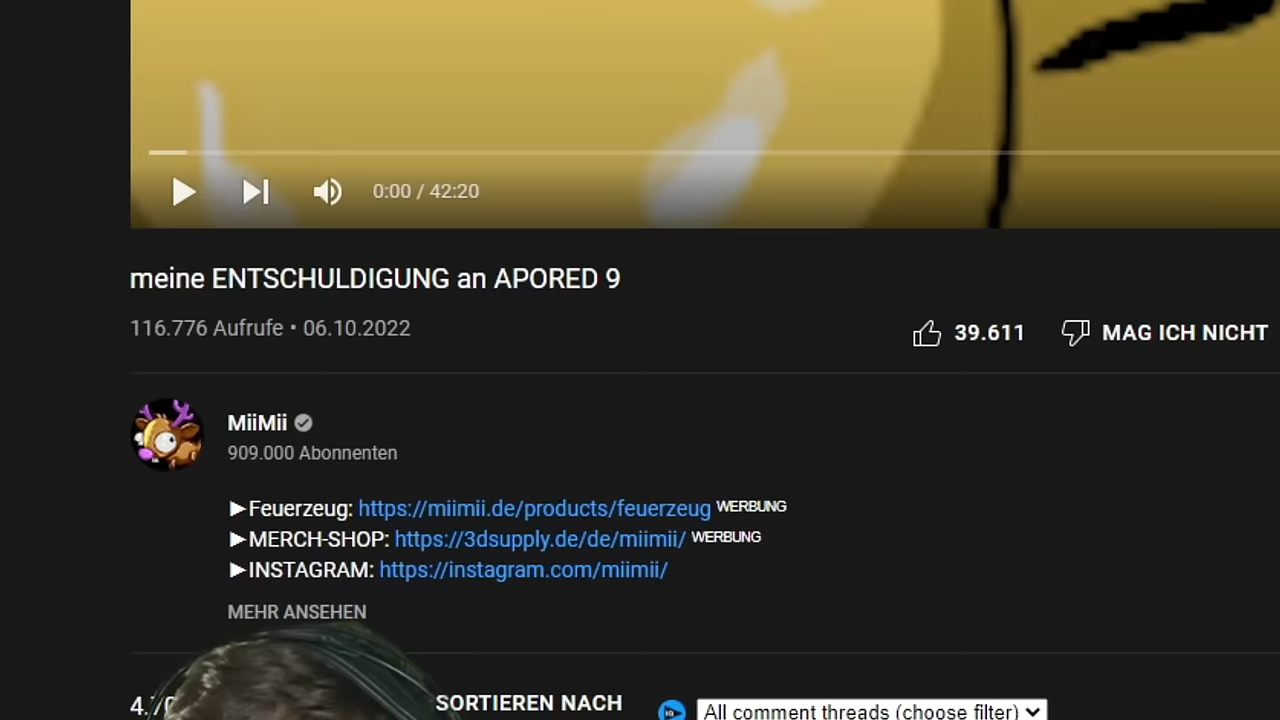 0:00 / 42:20
meine ENTSCHULDIGUNG an APORED 9
116.776 Aufrufe • 06.10.2022
39.611 MAG ICH NICHT
MiiMii
909.000 Abonnenten
►Feuerzeug: https://miimii.de/products/feuerzeug WERBUNG
►MERCH-SHOP: https://3dsupply.de/de/miimii/ WERBUNG
►INSTAGRAM: https://instagram.com/miimii/
MEHR ANSEHEN
SORTIEREN NACH All comment threads (choose filter)